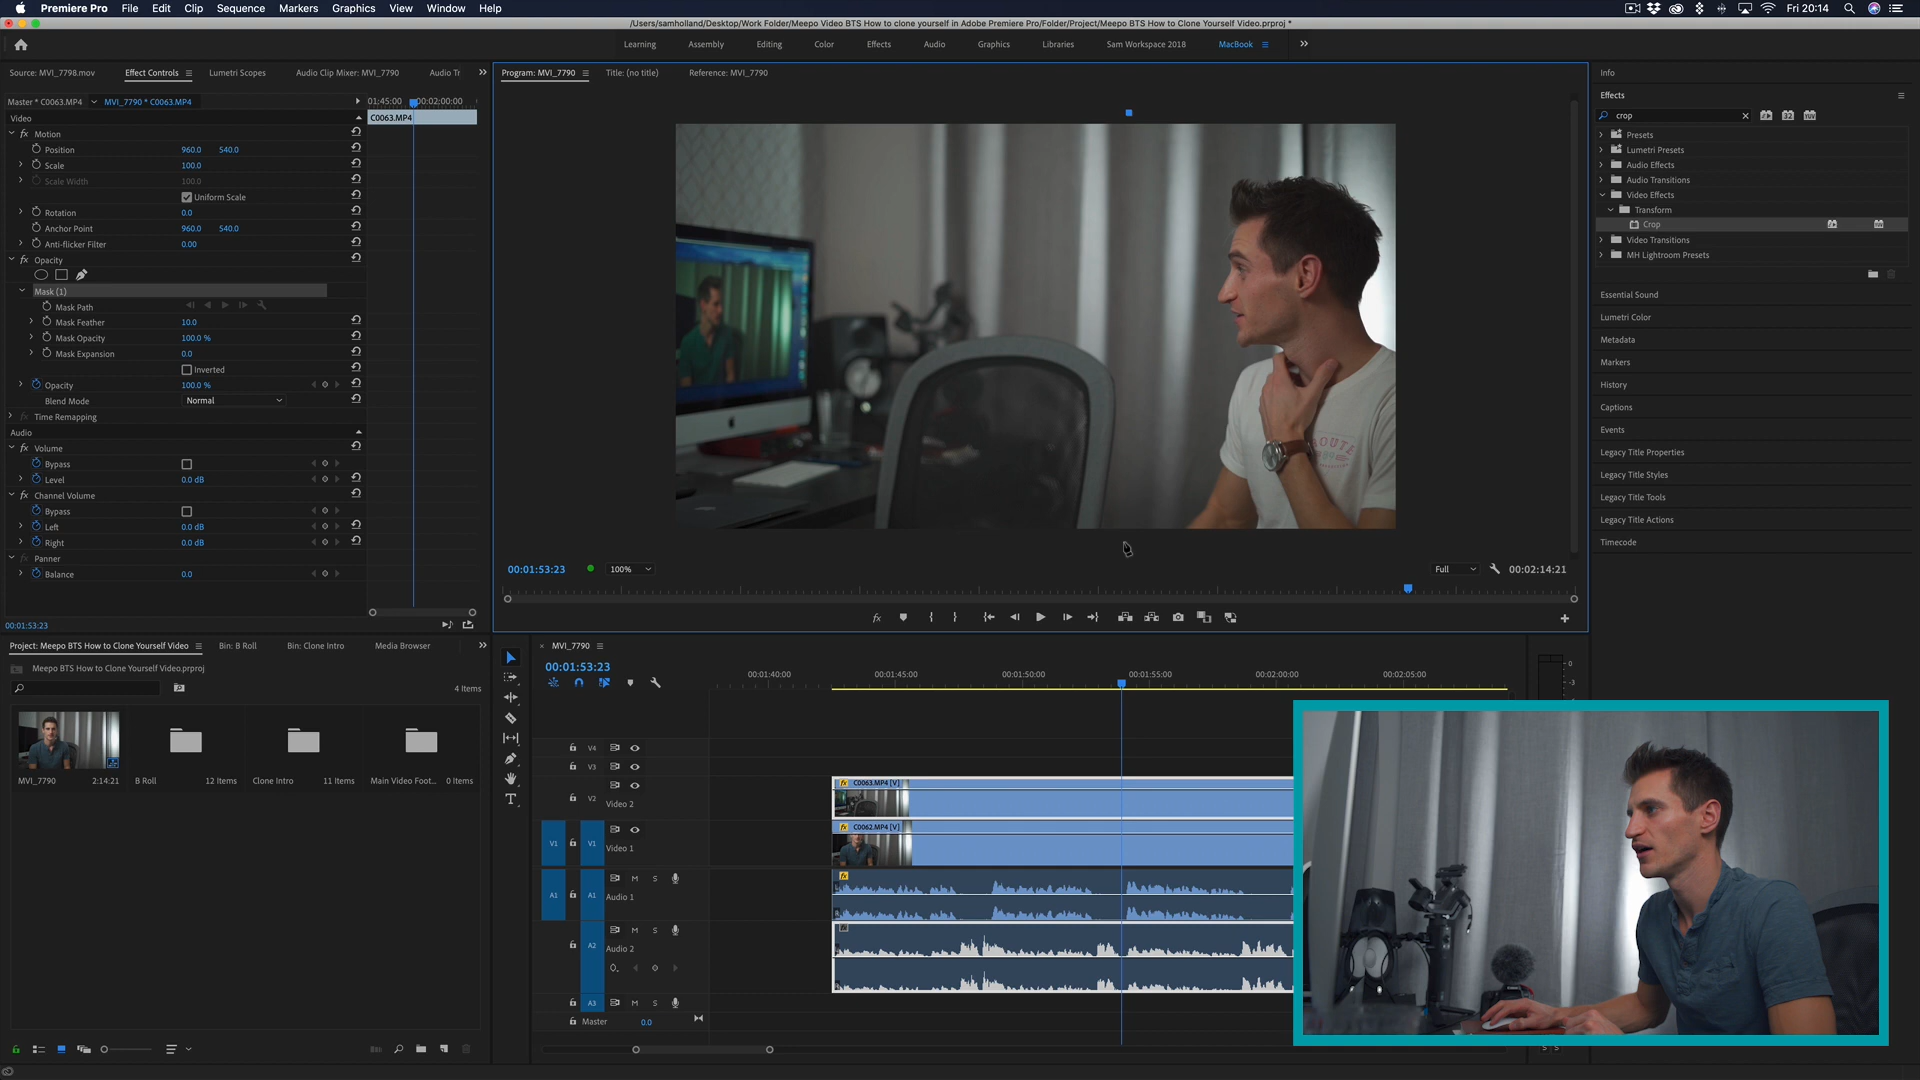 Premiere Pro File Edit Clip Sequence Markers Graphics View Window Help Fri 20:14
/Users/samholland/Desktop/Work Folder/Meepo Video BTS How to clone yourself in Adobe Premiere Pro/Folder/Project/Meepo BTS How to Clone Yourself Video.prproj *
Learning Assembly Editing Color Effects Audio Graphics Libraries Sam Workspace 2018 MacBook
Source: MVI_7798.mov Effect Controls Lumetri Scopes Audio Clip Mixer: MVI_7790 Audio Tr
Master * C0063.MP4 MVI_7790 * C0063.MP4
01:45:00 00:02:00:00
Video
C0063.MP4
fx Motion
Position 960.0 540.0
Scale 100.0
Scale Width 100.0
Uniform Scale
Rotation 0.0
Anchor Point 960.0 540.0
Anti-flicker Filter 0.00
fx Opacity
Mask (1)
Mask Path
Mask Feather 10.0
Mask Opacity 100.0 %
Mask Expansion 0.0
Inverted
Opacity 100.0 %
Blend Mode Normal
fx Time Remapping
Audio
fx Volume
Bypass
Level 0.0 dB
fx Channel Volume
Bypass
Left 0.0 dB
Right 0.0 dB
fx Panner
Balance 0.0
00:01:53:23
Program: MVI_7790 Title: (no title) Reference: MVI_7790
00:01:53:23 100% Full 00:02:14:21
fx
Info
Effects
crop
Presets
Lumetri Presets
Audio Effects
Audio Transitions
Video Effects
Transform
Crop
Video Transitions
MH Lightroom Presets
Essential Sound
Lumetri Color
Metadata
Markers
History
Captions
Events
Legacy Title Properties
Legacy Title Styles
Legacy Title Tools
Legacy Title Actions
Timecode
Project: Meepo BTS How to Clone Yourself Video Bin: B Roll Bin: Clone Intro Media Browser
Meepo BTS How to Clone Yourself Video.prproj
4 Items
MVI_7790 2:14:21
B Roll 12 Items
Clone Intro 11 Items
Main Video Foot... 0 Items
MVI_7790
00:01:53:23
00:01:40:00 00:01:45:00 00:01:50:00 00:01:55:00 00:02:00:00 00:02:05:00
V4
V3
V2 Video 2
fx C0063.MP4 [V]
V1 V1 Video 1
fx C0062.MP4 [V]
A1 A1 M S Audio 1
A2 M S Audio 2
A3 M S
Master 0.0
0
-3
S S